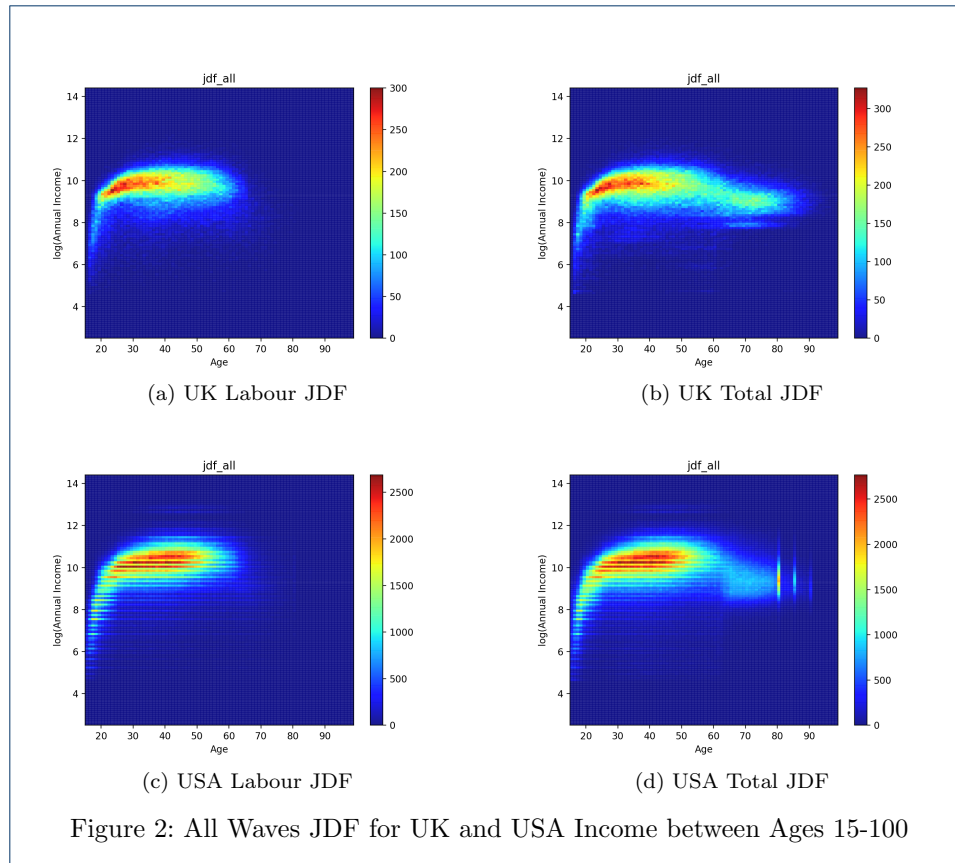 jdf_all
14
12
10
8
6
4
log(Annual Income)
20 30 40 50 60 70 80 90
Age
300
250
200
150
100
50
0
(a) UK Labour JDF
jdf_all
14
12
10
8
6
4
log(Annual Income)
20 30 40 50 60 70 80 90
Age
300
250
200
150
100
50
0
(b) UK Total JDF
jdf_all
14
12
10
8
6
4
log(Annual Income)
20 30 40 50 60 70 80 90
Age
2500
2000
1500
1000
500
0
(c) USA Labour JDF
jdf_all
14
12
10
8
6
4
log(Annual Income)
20 30 40 50 60 70 80 90
Age
2500
2000
1500
1000
500
0
(d) USA Total JDF
Figure 2: All Waves JDF for UK and USA Income between Ages 15-100